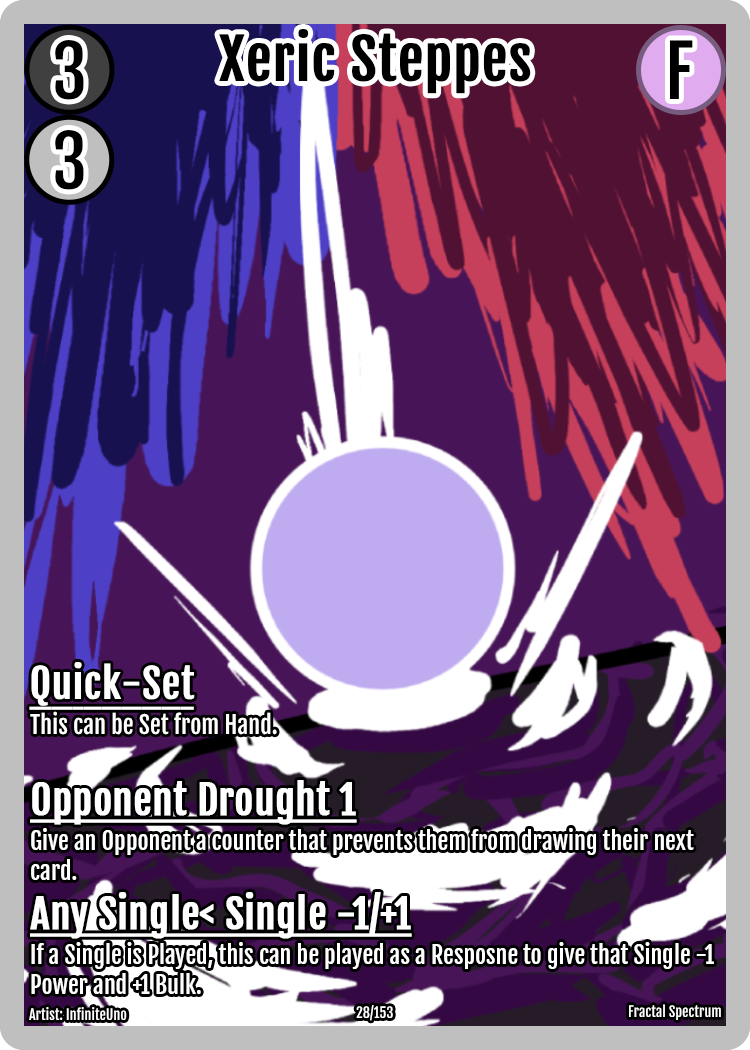 3
Xeric Steppes
F
3
Quick-Set
This can be Set from Hand.
Opponent Drought 1
Give an Opponent a counter that prevents them from drawing their next
card.
Any Single< Single -1/+1
If a Single is Played, this can be played as a Resposne to give that Single -1
Power and +1 Bulk.
Artist: InfiniteUno
28/153
Fractal Spectrum